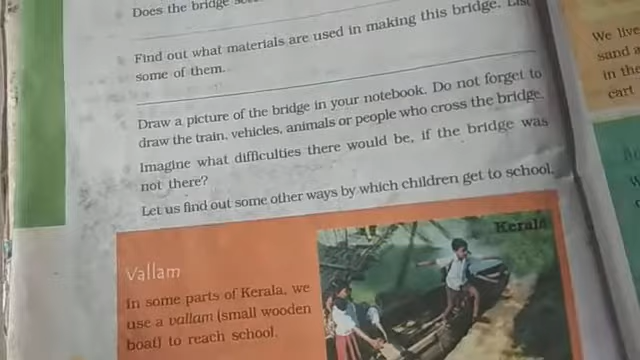 Does the bridge
Find out what materials are used in making this bridge. List
some of them.
Draw a picture of the bridge in your notebook. Do not forget to
draw the train, vehicles, animals or people who cross the bridge.
Imagine what difficulties there would be, if the bridge was
not there?
Let us find out some other ways by which children get to school.
Vallam
In some parts of Kerala, we
use a vallam (small wooden
boat) to reach school.
Kerala
We live
sand a
in the
cart